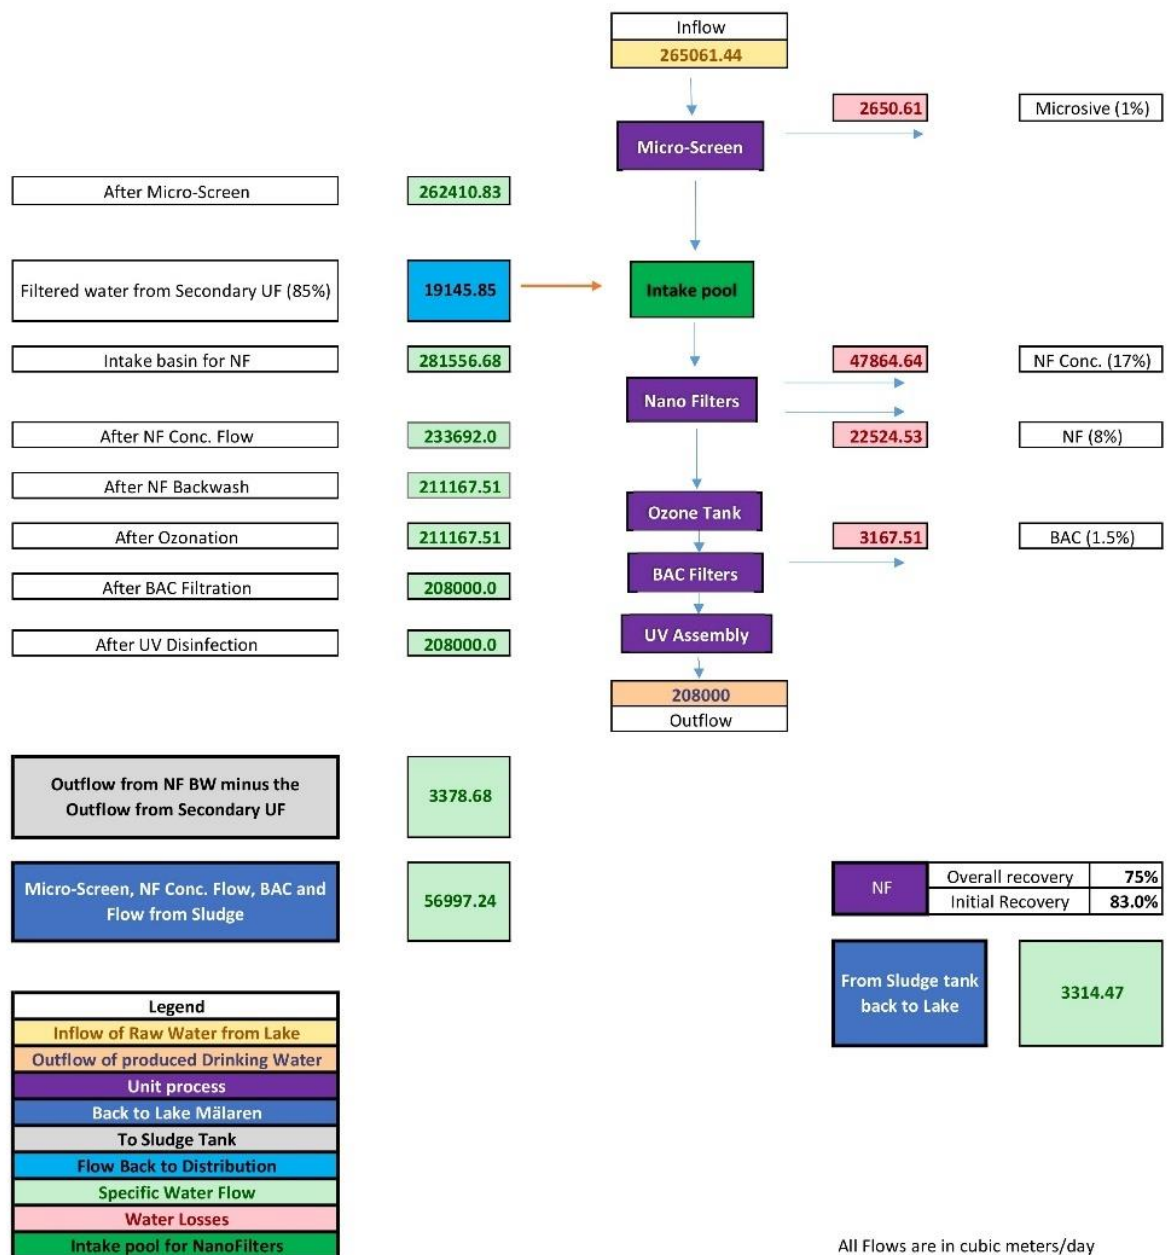 Inflow
265061.44
2650.61
Microsive (1%)
Micro-Screen
After Micro-Screen
262410.83
Filtered water from Secondary UF (85%)
19145.85
Intake pool
Intake basin for NF
281556.68
47864.64
NF Conc. (17%)
Nano Filters
After NF Conc. Flow
233692.0
22524.53
NF (8%)
After NF Backwash
211167.51
Ozone Tank
After Ozonation
211167.51
3167.51
BAC (1.5%)
BAC Filters
After BAC Filtration
208000.0
UV Assembly
After UV Disinfection
208000.0
208000
Outflow
Outflow from NF BW minus the
Outflow from Secondary UF
3378.68
Micro-Screen, NF Conc. Flow, BAC and
Flow from Sludge
56997.24
NF
Overall recovery
75%
Initial Recovery
83.0%
From Sludge tank
back to Lake
3314.47
Legend
Inflow of Raw Water from Lake
Outflow of produced Drinking Water
Unit process
Back to Lake Mälaren
To Sludge Tank
Flow Back to Distribution
Specific Water Flow
Water Losses
Intake pool for NanoFilters
All Flows are in cubic meters/day